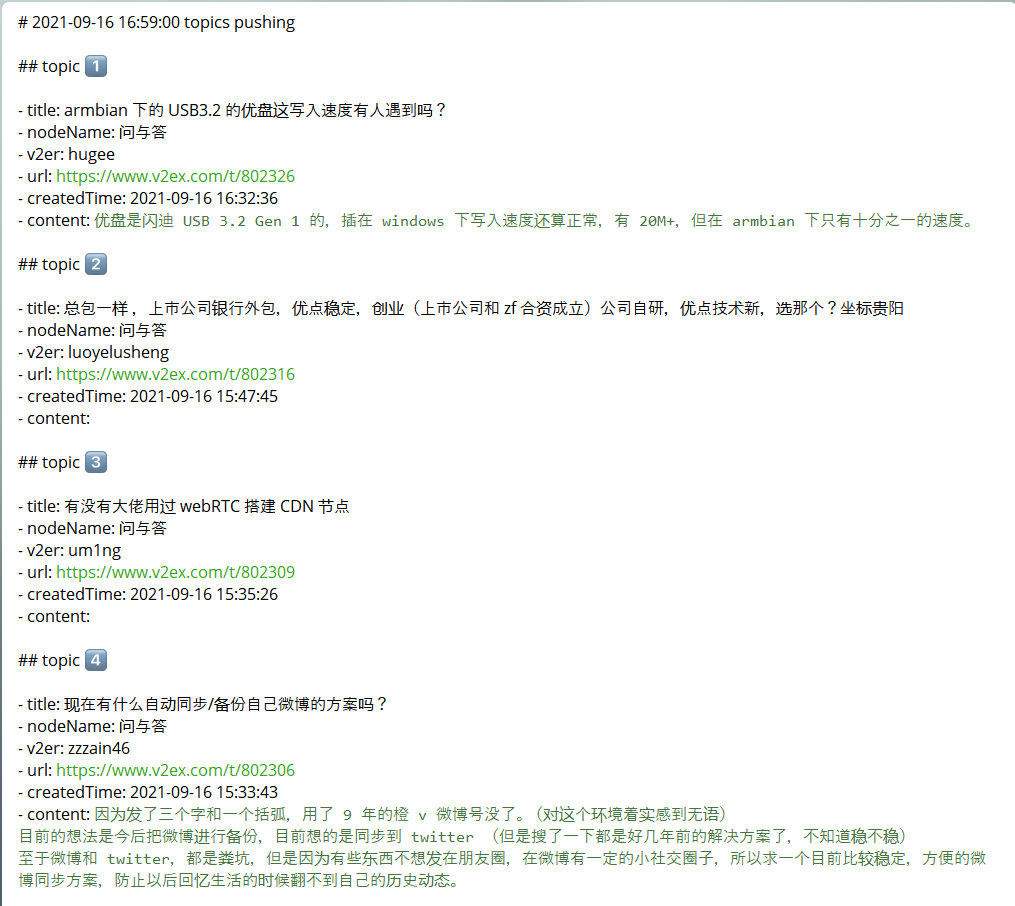 # 2021-09-16 16:59:00 topics pushing
## topic 1️⃣
- title: armbian 下的 USB3.2 的优盘这写入速度有人遇到吗？
- nodeName: 问与答
- v2er: hugee
- url: https://www.v2ex.com/t/802326
- createdTime: 2021-09-16 16:32:36
- content: 优盘是闪迪 USB 3.2 Gen 1 的，插在 windows 下写入速度还算正常，有 20M+，但在 armbian 下只有十分之一的速度。
## topic 2️⃣
- title: 总包一样 ，上市公司银行外包，优点稳定，创业（上市公司和 zf 合资成立）公司自研，优点技术新，选那个？坐标贵阳
- nodeName: 问与答
- v2er: luoyelusheng
- url: https://www.v2ex.com/t/802316
- createdTime: 2021-09-16 15:47:45
- content:
## topic 3️⃣
- title: 有没有大佬用过 webRTC 搭建 CDN 节点
- nodeName: 问与答
- v2er: um1ng
- url: https://www.v2ex.com/t/802309
- createdTime: 2021-09-16 15:35:26
- content:
## topic 4️⃣
- title: 现在有什么自动同步/备份自己微博的方案吗？
- nodeName: 问与答
- v2er: zzzain46
- url: https://www.v2ex.com/t/802306
- createdTime: 2021-09-16 15:33:43
- content: 因为发了三个字和一个括弧，用了 9 年的橙 v 微博号没了。（对这个环境着实感到无语）
目前的想法是今后把微博进行备份，目前想的是同步到 twitter （但是搜了一下都是好几年前的解决方案了，不知道稳不稳）
至于微博和 twitter，都是粪坑，但是因为有些东西不想发在朋友圈，在微博有一定的小社交圈子，所以求一个目前比较稳定，方便的微
博同步方案，防止以后回忆生活的时候翻不到自己的历史动态。